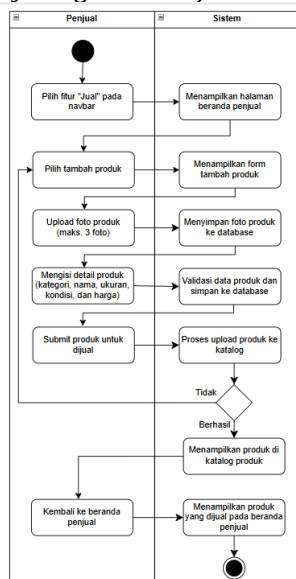 Penjual
Sistem
Pilih fitur "Jual" pada
navbar
Menampilkan halaman
beranda penjual
Pilih tambah produk
Menampilkan form
tambah produk
Upload foto produk
(maks. 3 foto)
Menyimpan foto produk
ke database
Mengisi detail produk
(kategori, nama, ukuran,
kondisi, dan harga)
Validasi data produk dan
simpan ke database
Submit produk untuk
dijual
Proses upload produk ke
katalog
Tidak
Berhasil
Menampilkan produk di
katalog produk
Kembali ke beranda
penjual
Menampilkan produk
yang dijual pada beranda
penjual